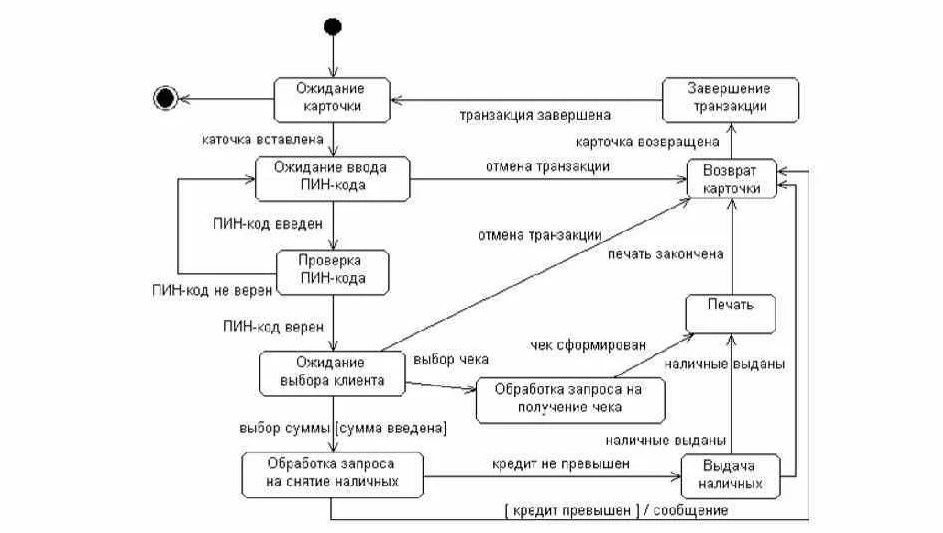 Ожидание
карточки
Завершение
транзакции
транзакция завершена
каточка вставлена
карточка возвращена
Ожидание ввода
ПИН-кода
отмена транзакции
Возврат
карточки
ПИН-код введен
отмена транзакции
печать закончена
Проверка
ПИН-кода
ПИН-код не верен
Печать
ПИН-код верен
чек сформирован
Ожидание
выбора клиента
выбор чека
наличные выданы
Обработка запроса на
получение чека
выбор суммы [сумма введена]
наличные выданы
Обработка запроса
на снятие наличных
кредит не превышен
Выдача
наличных
[ кредит превышен ] / сообщение